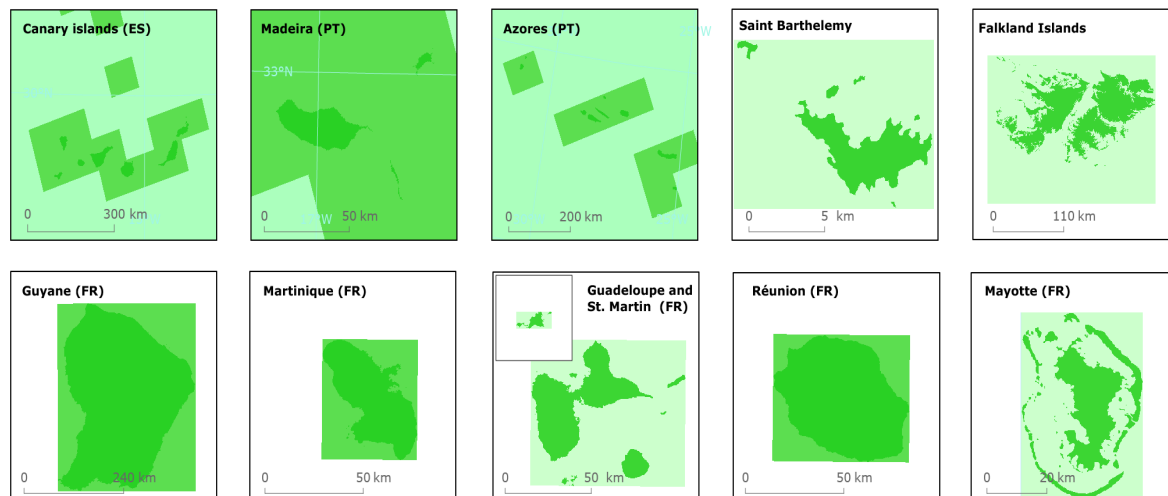 Canary islands (ES)
0 300 km
Madeira (PT)
33°N
0 50 km
Azores (PT)
0 200 km
Saint Barthelemy
0 5 km
Falkland Islands
0 110 km
Guyane (FR)
0 240 km
Martinique (FR)
0 50 km
Guadeloupe and
St. Martin (FR)
0 50 km
Réunion (FR)
0 50 km
Mayotte (FR)
0 20 km